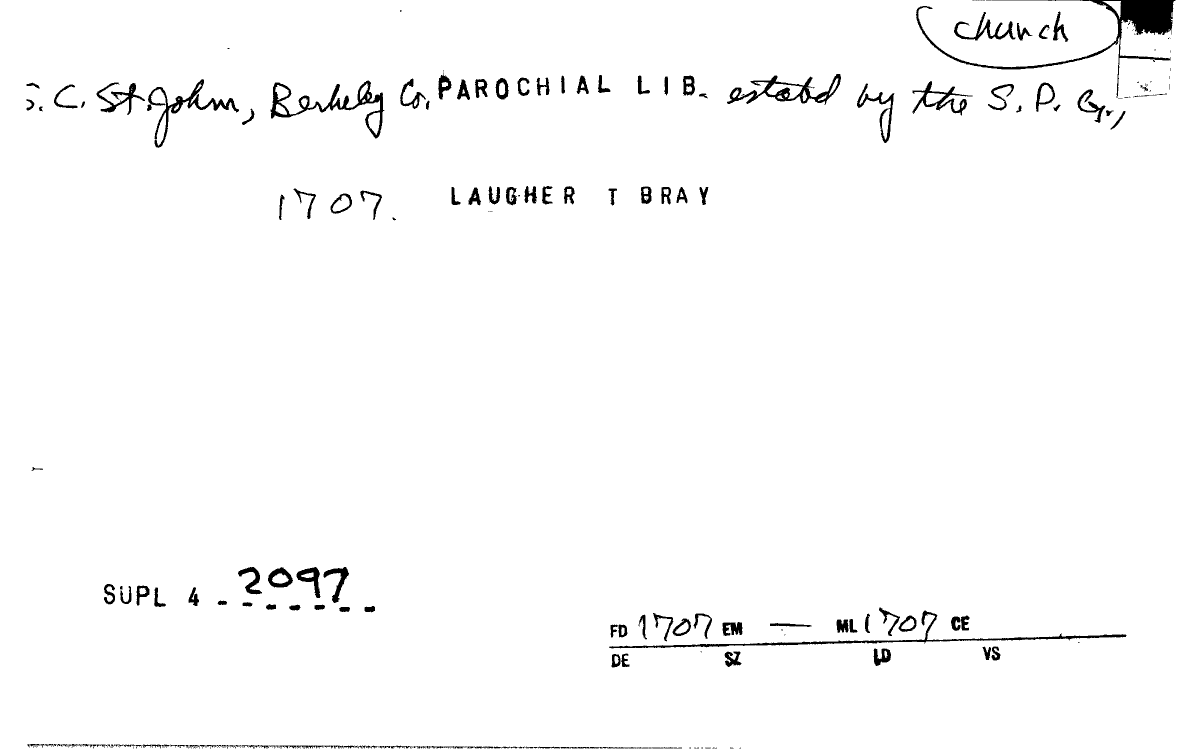 church
S. C. St. John, Berkeley Co. PAROCHIAL LIB. estabd by the S. P. G.,
1707. LAUGHER T BRAY
SUPL 4 - 2097
FD 1707 EM — ML 1707 CE
DE SZ LD VS